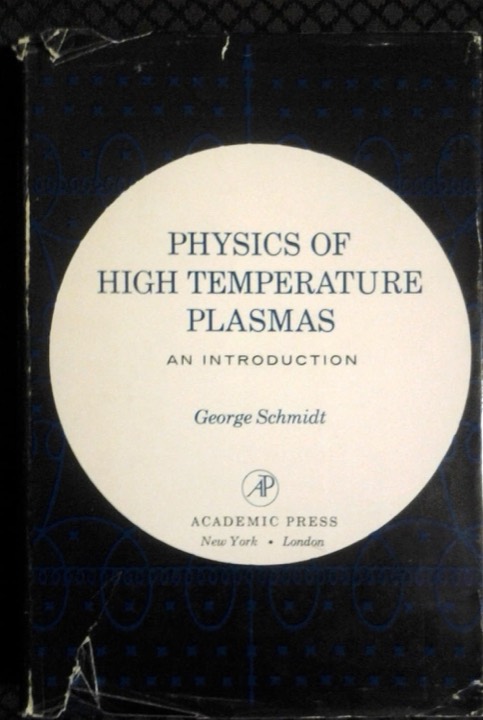 PHYSICS OF
HIGH TEMPERATURE
PLASMAS
AN INTRODUCTION
George Schmidt
AP
ACADEMIC PRESS
New York • London